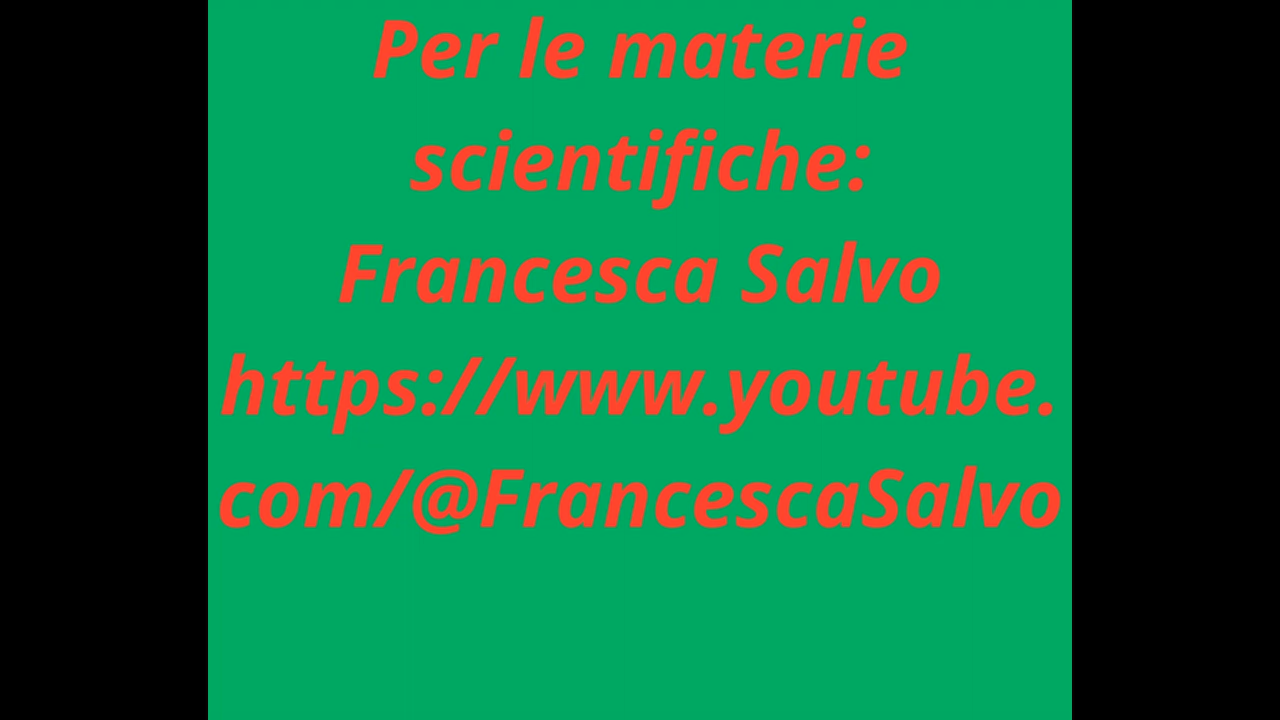 Per le materie
scientifiche:
Francesca Salvo
https://www.youtube.
com/@FrancescaSalvo